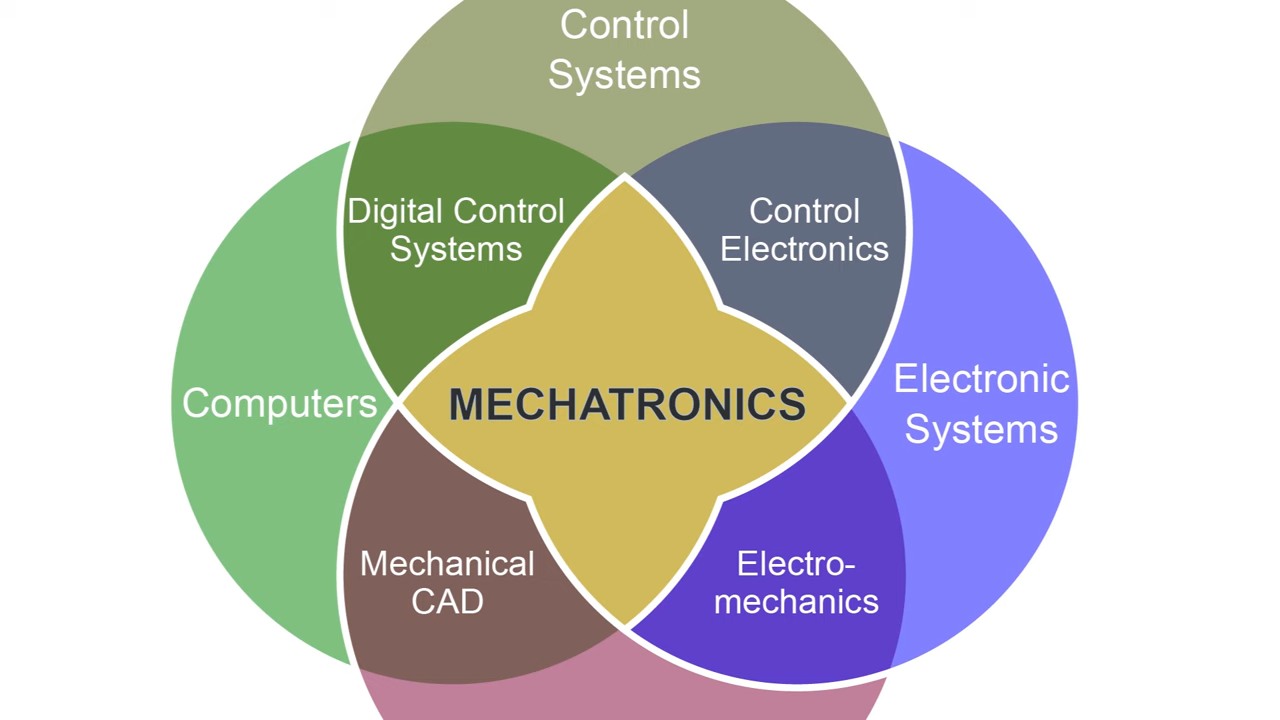 Control
Systems
Digital Control
Systems
Control
Electronics
Computers
MECHATRONICS
Electronic
Systems
Mechanical
CAD
Electro-
mechanics